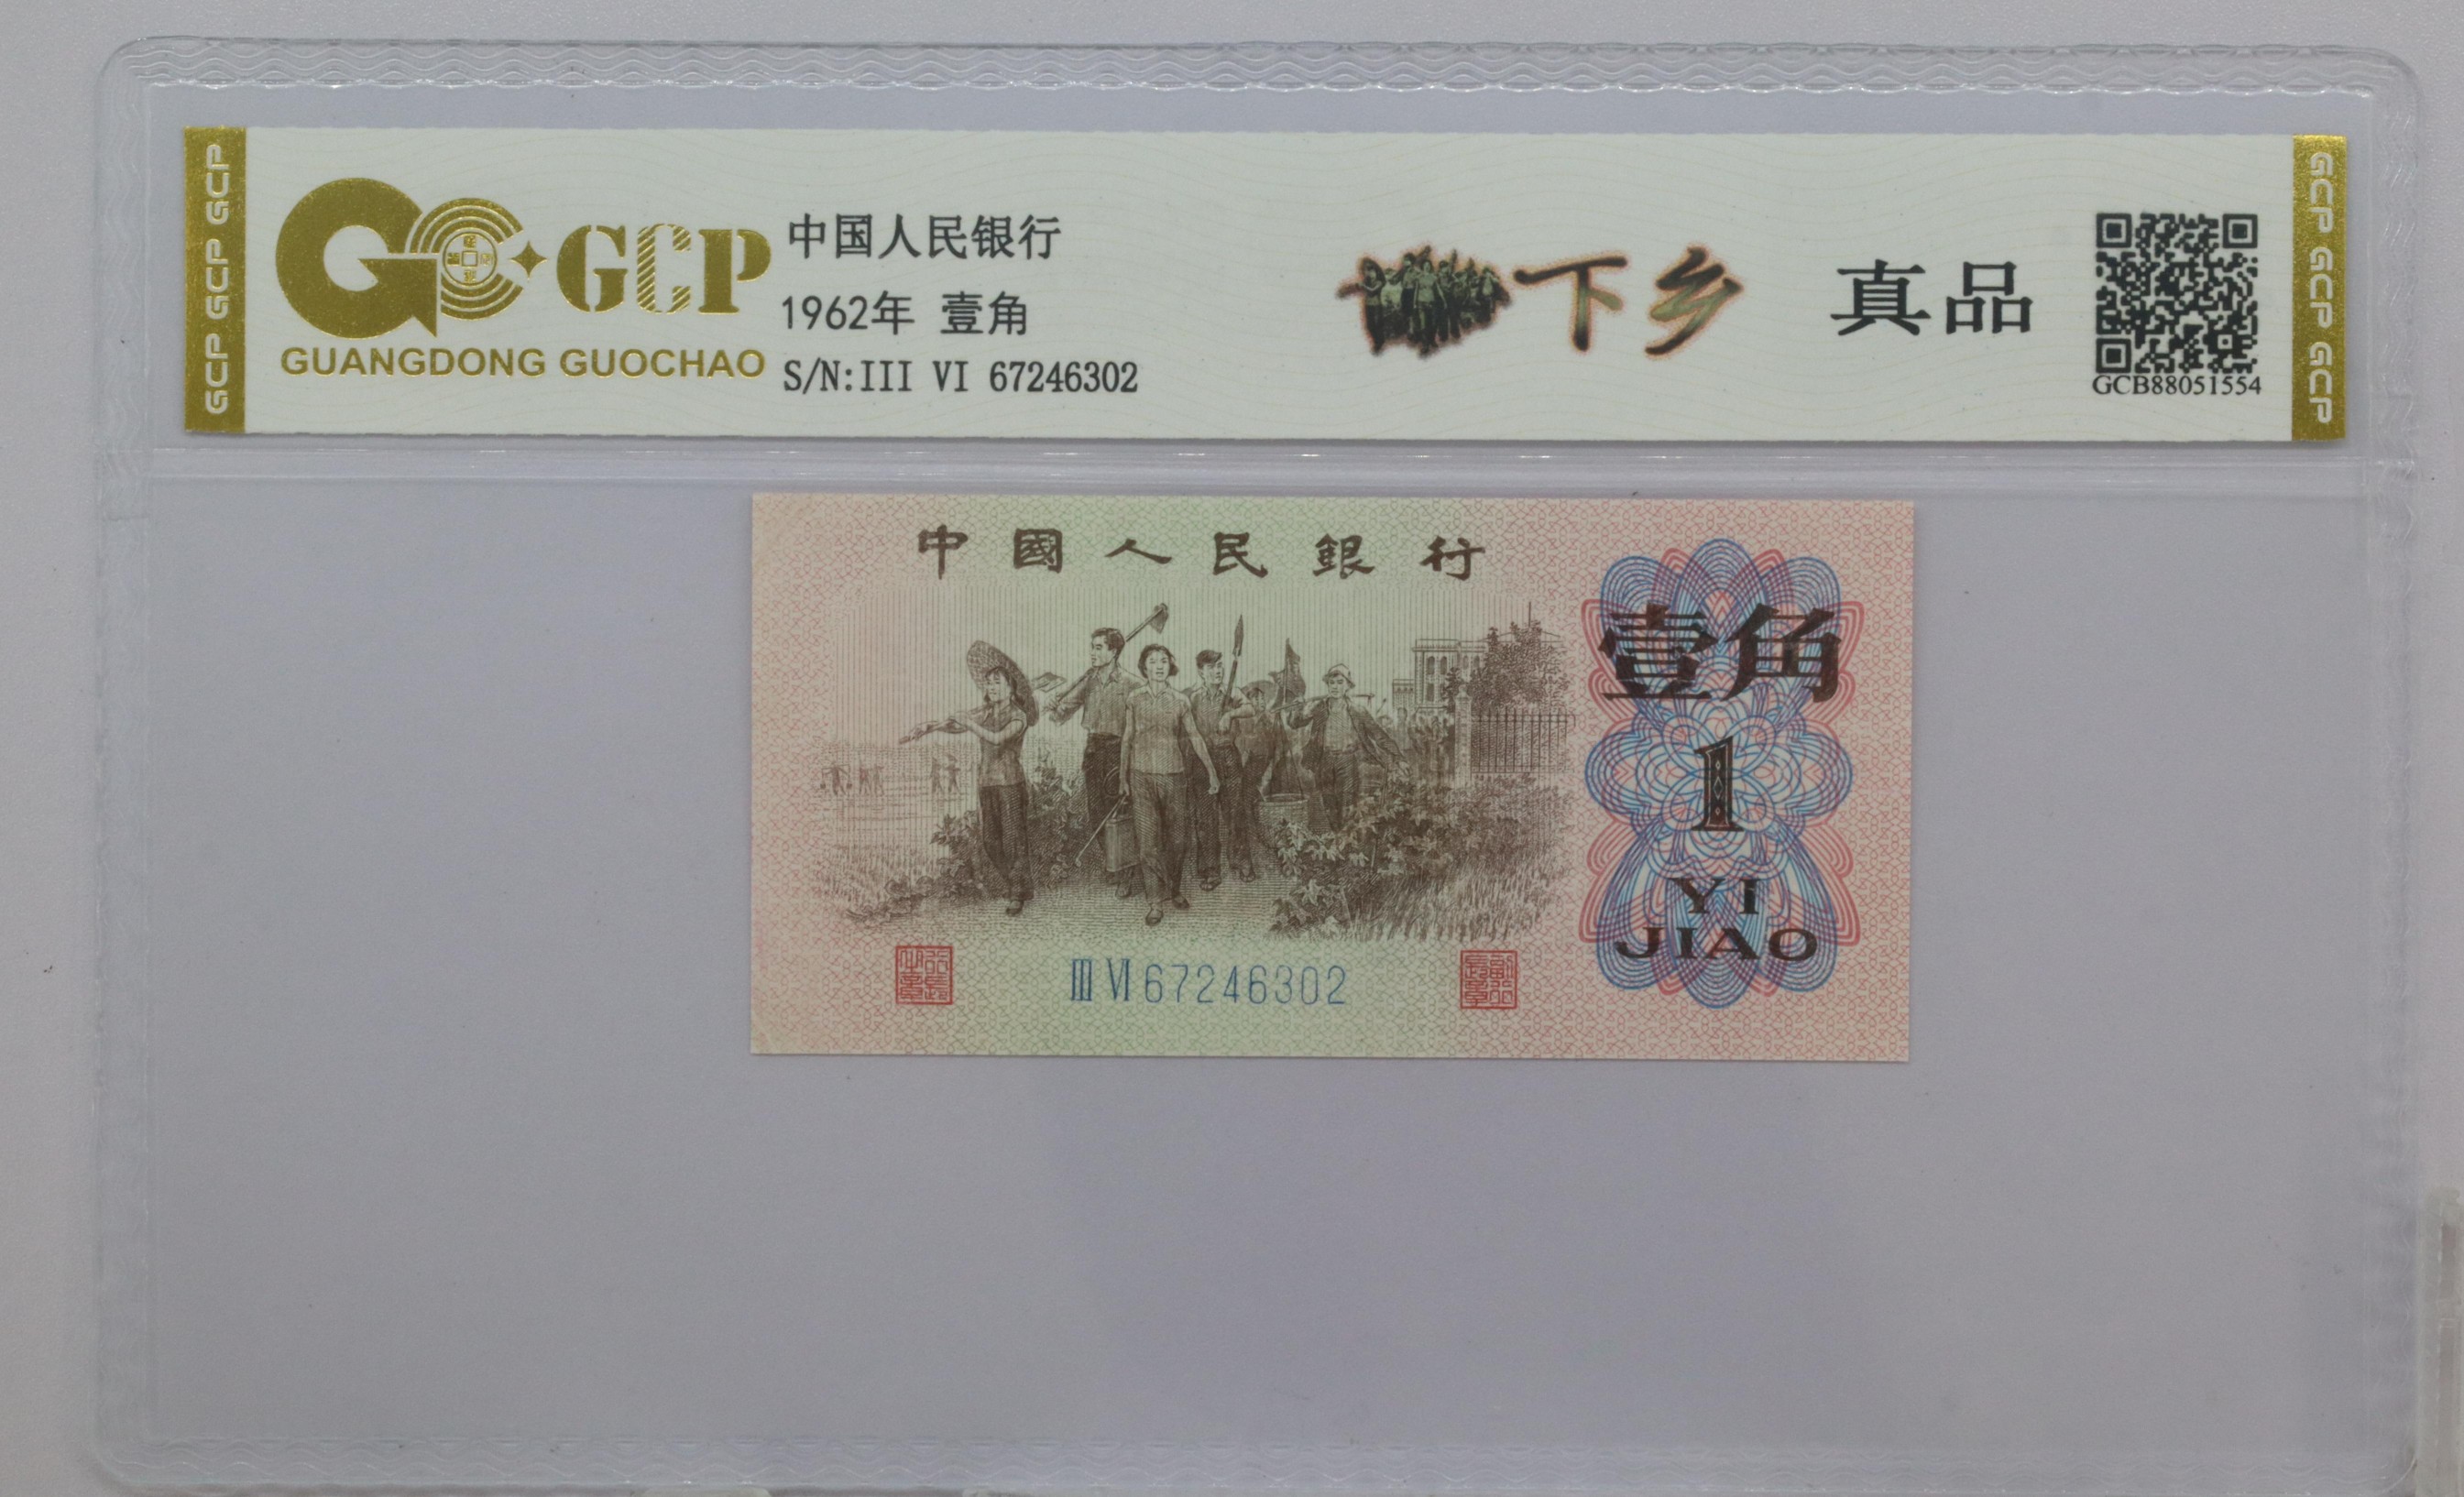 GCP GCP GCP
GCP
GUANGDONG GUOCHAO
中国人民银行
1962年 壹角
S/N:III VI 67246302
下乡
真品
GCB88051554
GCP GCP GCP
中國人民銀行
壹角
1
YI
JIAO
III VI 67246302